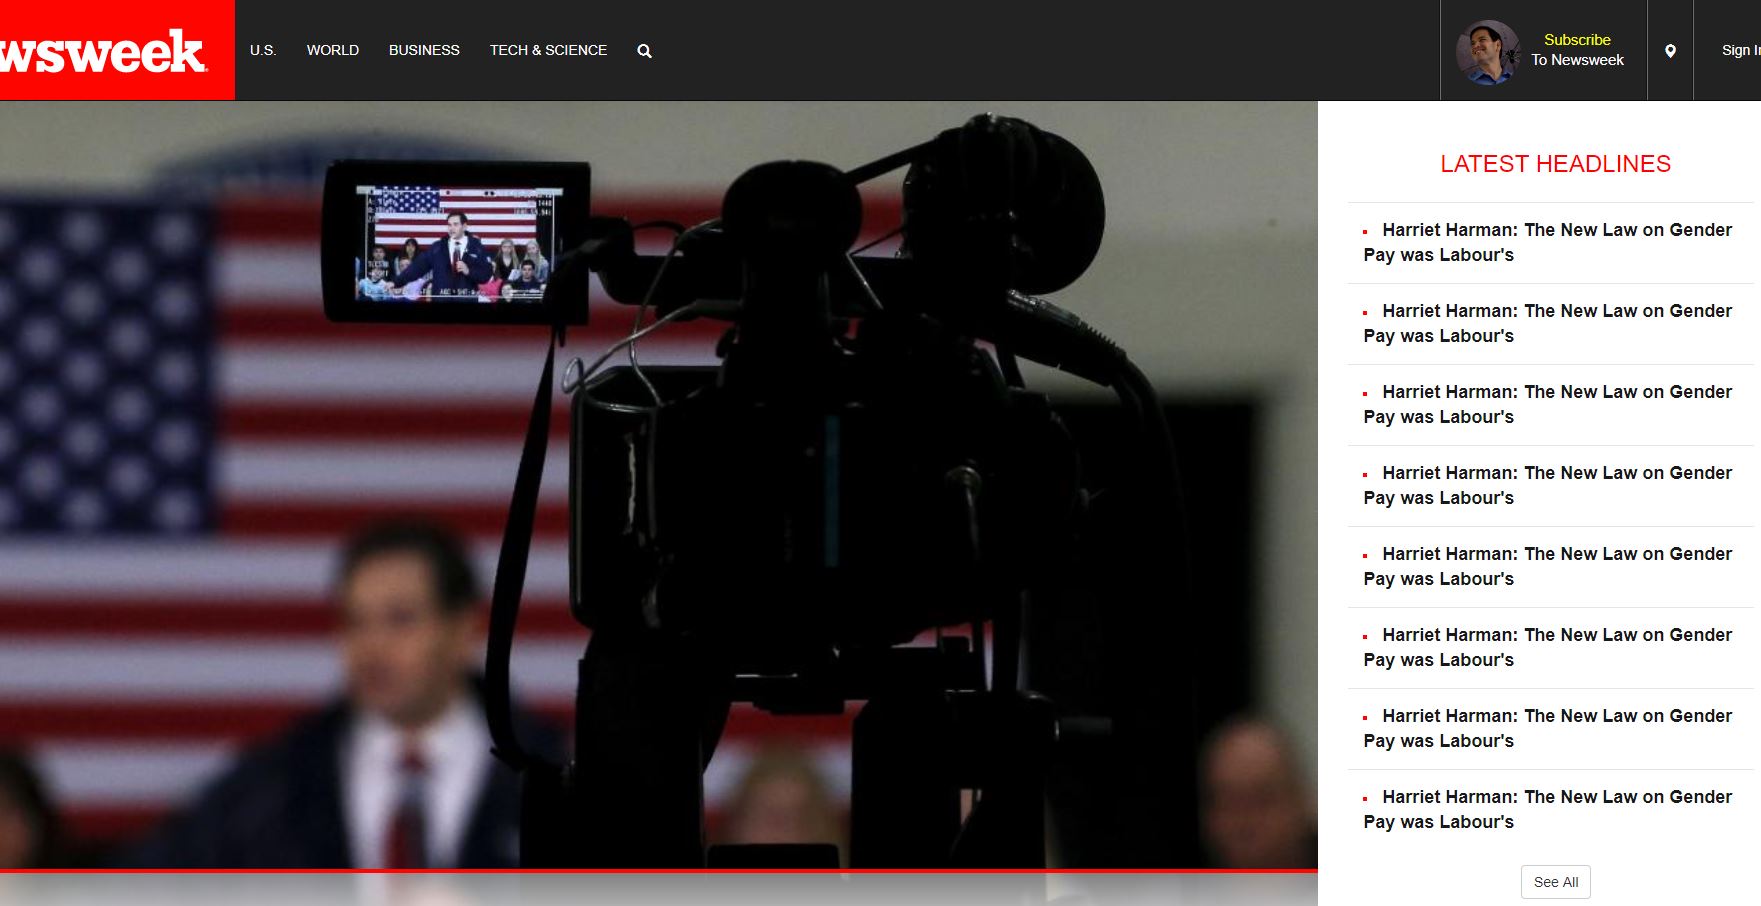 wsweek
U.S. WORLD BUSINESS TECH & SCIENCE
Subscribe
To Newsweek
Sign I
LATEST HEADLINES
Harriet Harman: The New Law on Gender
Pay was Labour's
Harriet Harman: The New Law on Gender
Pay was Labour's
Harriet Harman: The New Law on Gender
Pay was Labour's
Harriet Harman: The New Law on Gender
Pay was Labour's
Harriet Harman: The New Law on Gender
Pay was Labour's
Harriet Harman: The New Law on Gender
Pay was Labour's
Harriet Harman: The New Law on Gender
Pay was Labour's
Harriet Harman: The New Law on Gender
Pay was Labour's
See All